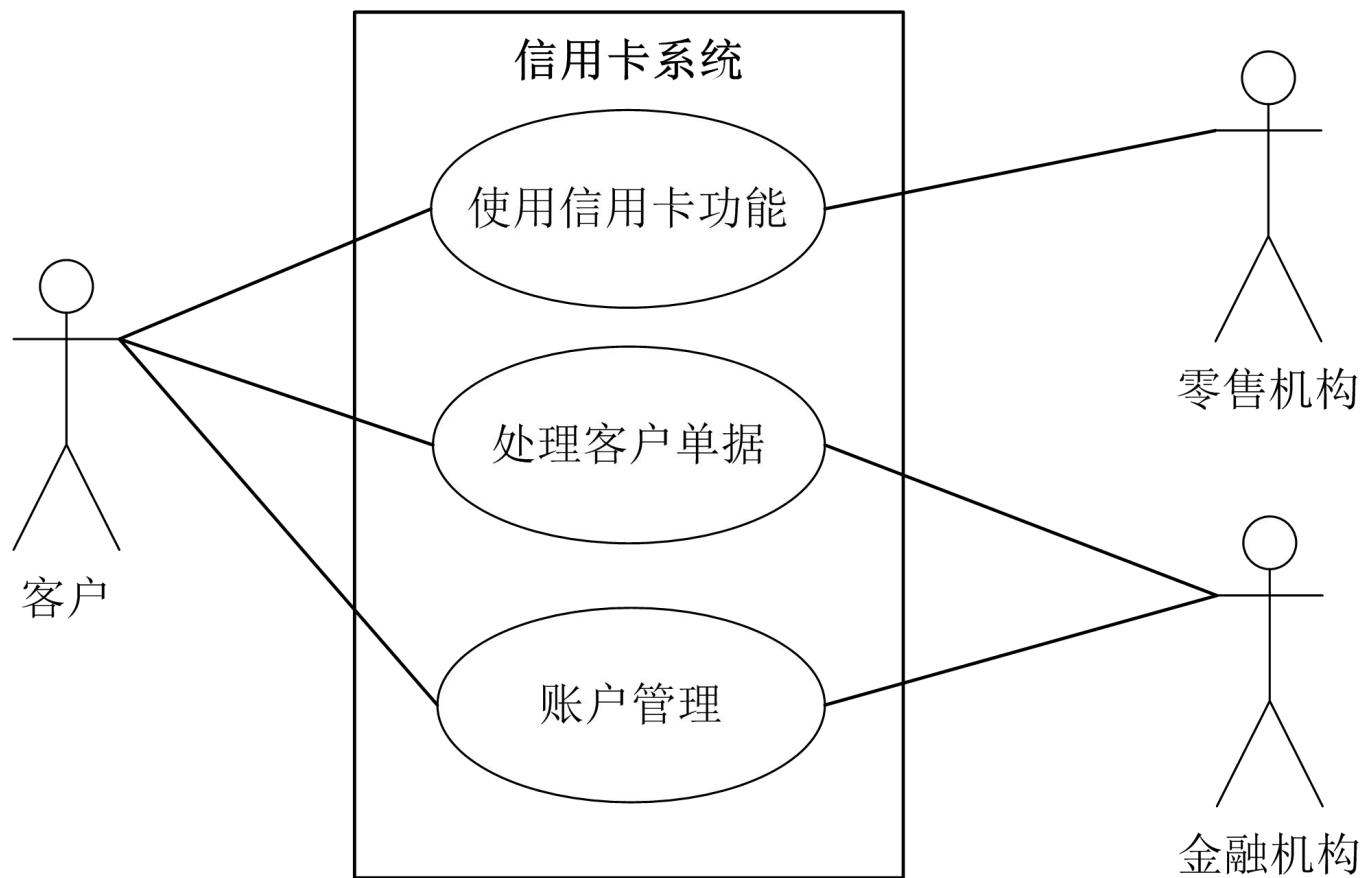 信用卡系统
使用信用卡功能
处理客户单据
账户管理
客户
零售机构
金融机构